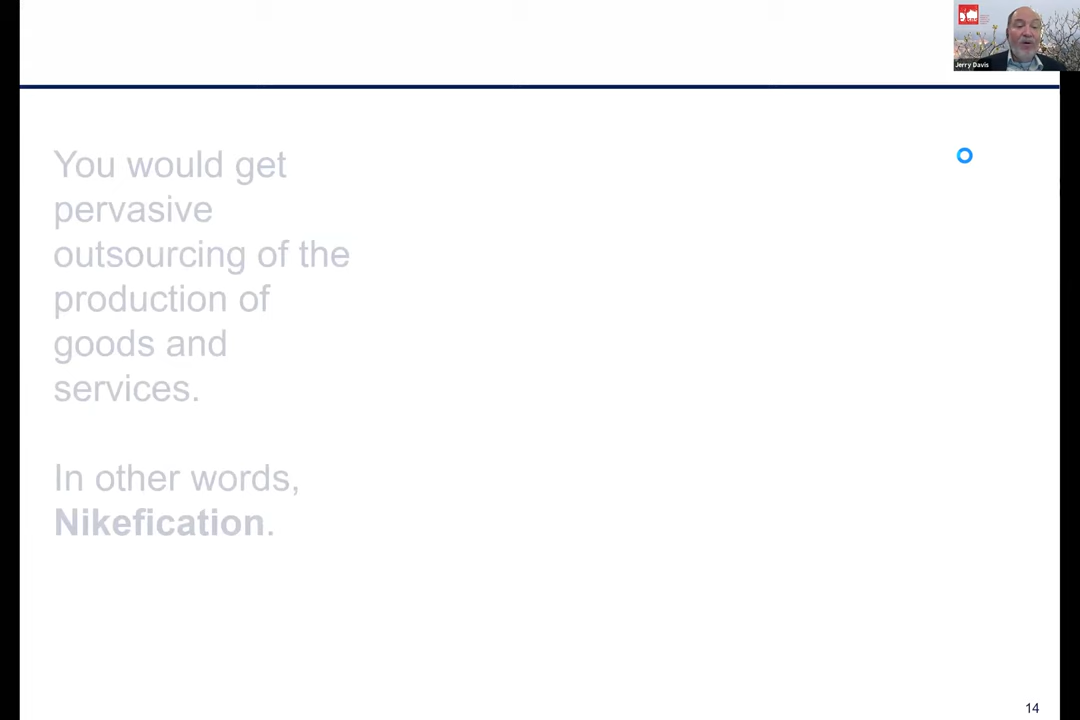 Jerry Davis
You would get
pervasive
outsourcing of the
production of
goods and
services.
In other words,
Nikefication.
14